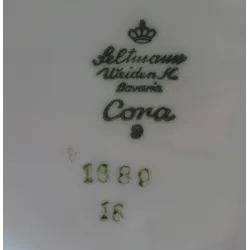 Seltmann
Weiden K.
Bavaria
Cora
1689
18